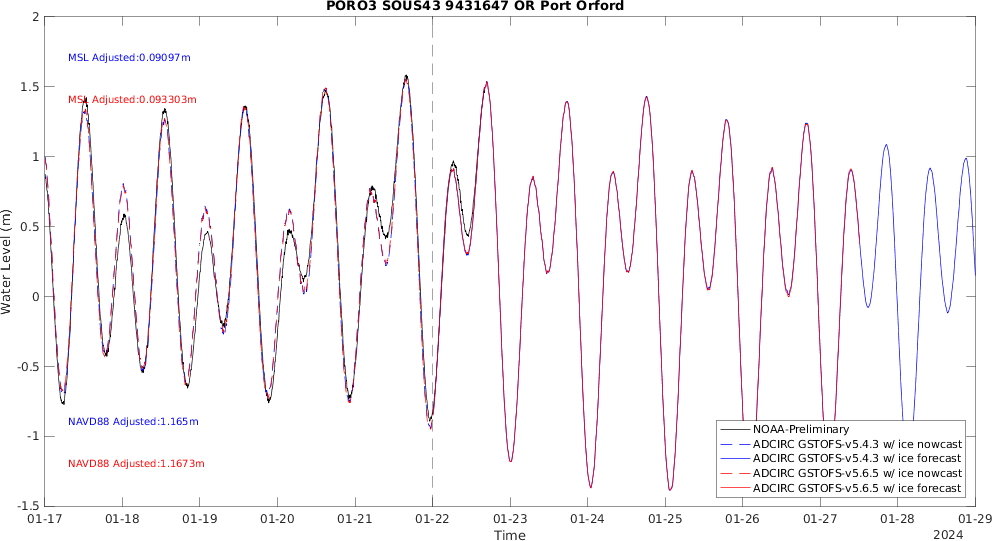 PORO3 SOUS43 9431647 OR Port Orford
2
1.5
1
0.5
0
-0.5
-1
-1.5
Water Level (m)
MSL Adjusted:0.09097m
MSL Adjusted:0.093303m
NAVD88 Adjusted:1.165m
NAVD88 Adjusted:1.1673m
NOAA-Preliminary
ADCIRC GSTOFS-v5.4.3 w/ ice nowcast
ADCIRC GSTOFS-v5.4.3 w/ ice forecast
ADCIRC GSTOFS-v5.6.5 w/ ice nowcast
ADCIRC GSTOFS-v5.6.5 w/ ice forecast
01-17 01-18 01-19 01-20 01-21 01-22 01-23 01-24 01-25 01-26 01-27 01-28 01-29
Time
2024